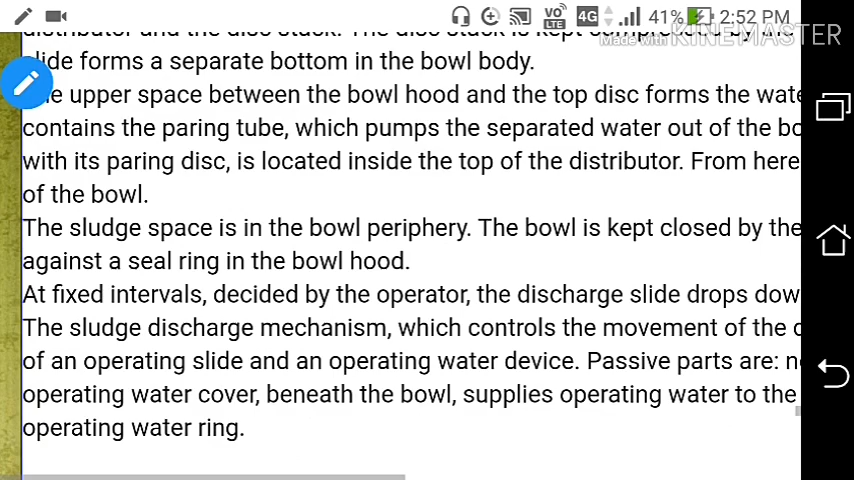 VO LTE 4G 41% 2:52 PM
Made with KINEMASTER
distributor and the disc stack. The disc stack is kept compressed by the
slide forms a separate bottom in the bowl body.
upper space between the bowl hood and the top disc forms the
contains the paring tube, which pumps the separated water out of the
with its paring disc, is located inside the top of the distributor. From here
of the bowl.
The sludge space is in the bowl periphery. The bowl is kept closed by the
against a seal ring in the bowl hood.
At fixed intervals, decided by the operator, the discharge slide drops
The sludge discharge mechanism, which controls the movement of the
of an operating slide and an operating water device. Passive parts are:
operating water cover, beneath the bowl, supplies operating water to the
operating water ring.